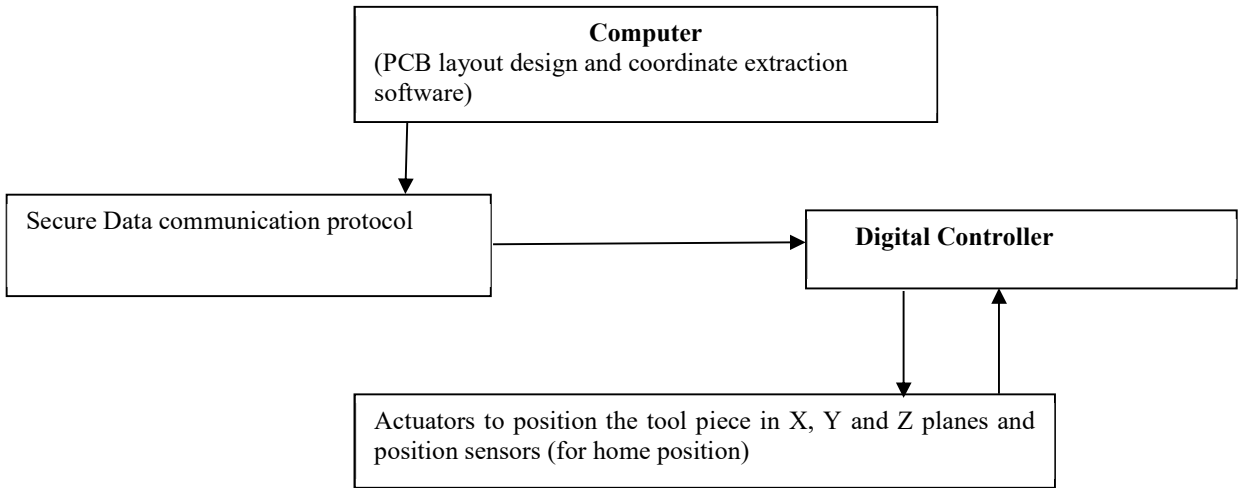 Computer
(PCB layout design and coordinate extraction
software)
Secure Data communication protocol
Digital Controller
Actuators to position the tool piece in X, Y and Z planes and
position sensors (for home position)